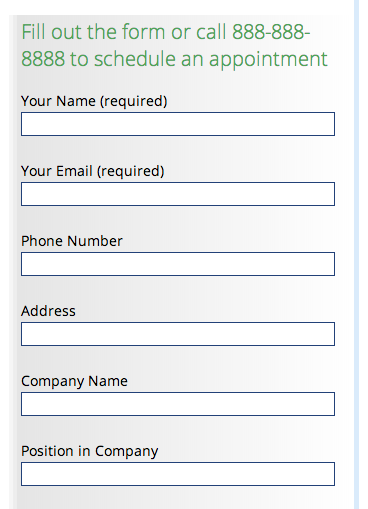 Fill out the form or call 888-888-
8888 to schedule an appointment
Your Name (required)
Your Email (required)
Phone Number
Address
Company Name
Position in Company